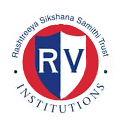 Rashtreeya Sikshana Samithi Trust
RV
• INSTITUTIONS •